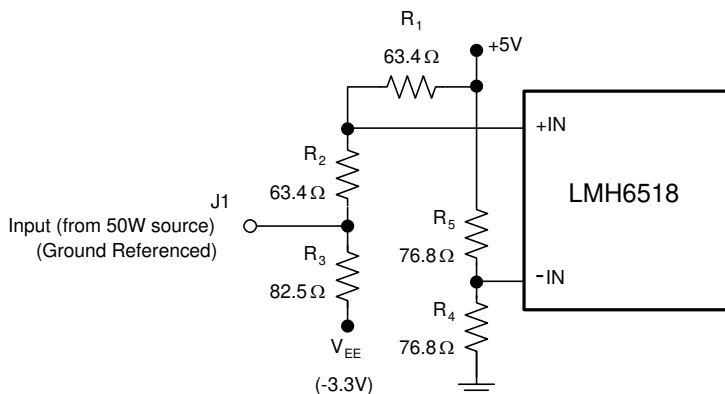 R1
63.4 Ω
+5V
+IN
R2
63.4 Ω
LMH6518
J1
Input (from 50W source)
(Ground Referenced)
R5
76.8 Ω
R3
82.5 Ω
-IN
R4
76.8 Ω
VEE
(-3.3V)